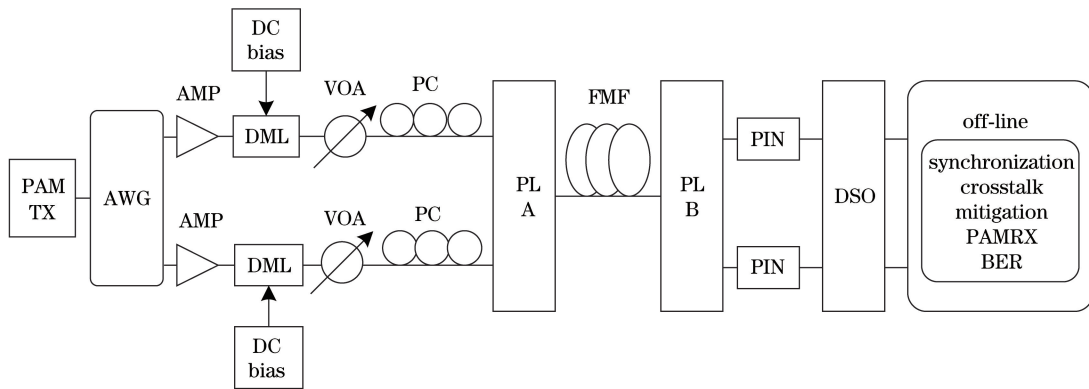 DC
bias
AMP
VOA
PC
DML
PAM
TX
AWG
AMP
VOA
PC
DML
DC
bias
PL
A
FMF
PL
B
PIN
PIN
DSO
off-line
synchronization
crosstalk
mitigation
PAMRX
BER